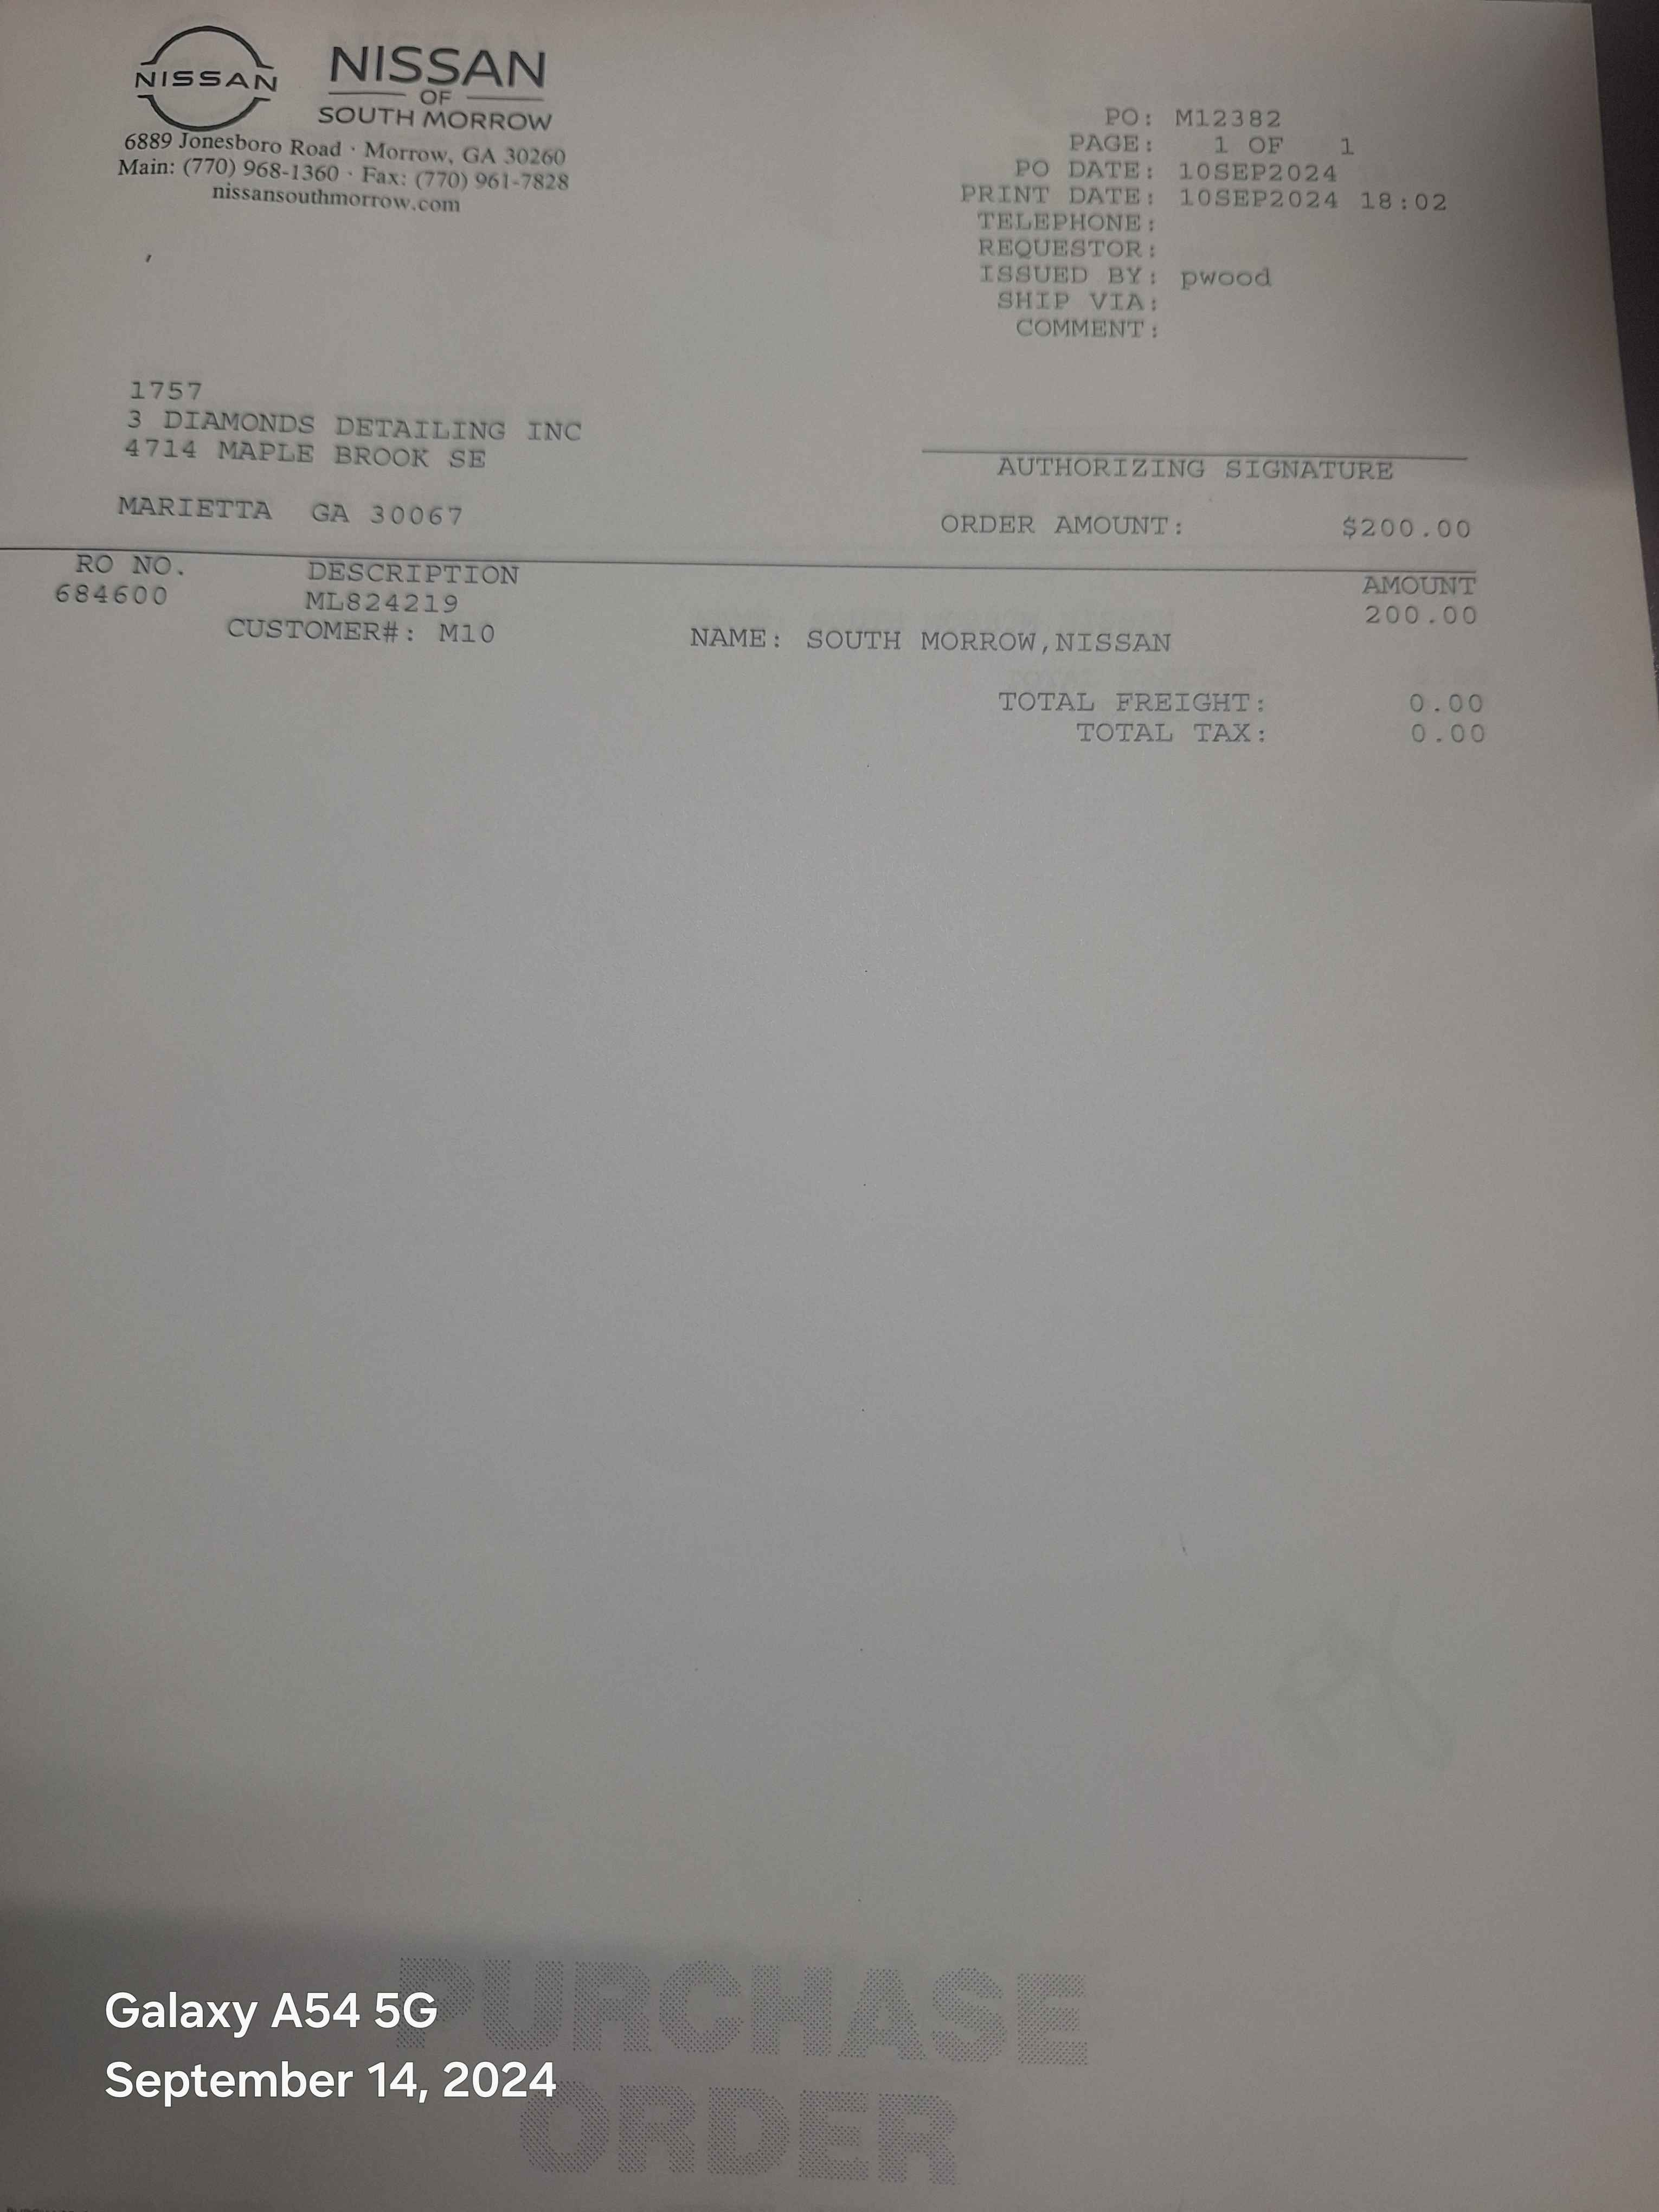 NISSAN
NISSAN
OF
SOUTH MORROW
6889 Jonesboro Road · Morrow, GA 30260
Main: (770) 968-1360 · Fax: (770) 961-7828
nissansouthmorrow.com
PO: M12382
PAGE: 1 OF 1
PO DATE: 10SEP2024
PRINT DATE: 10SEP2024 18:02
TELEPHONE:
REQUESTOR:
ISSUED BY: pwood
SHIP VIA:
COMMENT:
1757
3 DIAMONDS DETAILING INC
4714 MAPLE BROOK SE
MARIETTA GA 30067
AUTHORIZING SIGNATURE
ORDER AMOUNT: $200.00
RO NO. DESCRIPTION AMOUNT
684600 ML824219 200.00
CUSTOMER#: M10 NAME: SOUTH MORROW,NISSAN
TOTAL FREIGHT: 0.00
TOTAL TAX: 0.00
PURCHASE
ORDER
Galaxy A54 5G
September 14, 2024